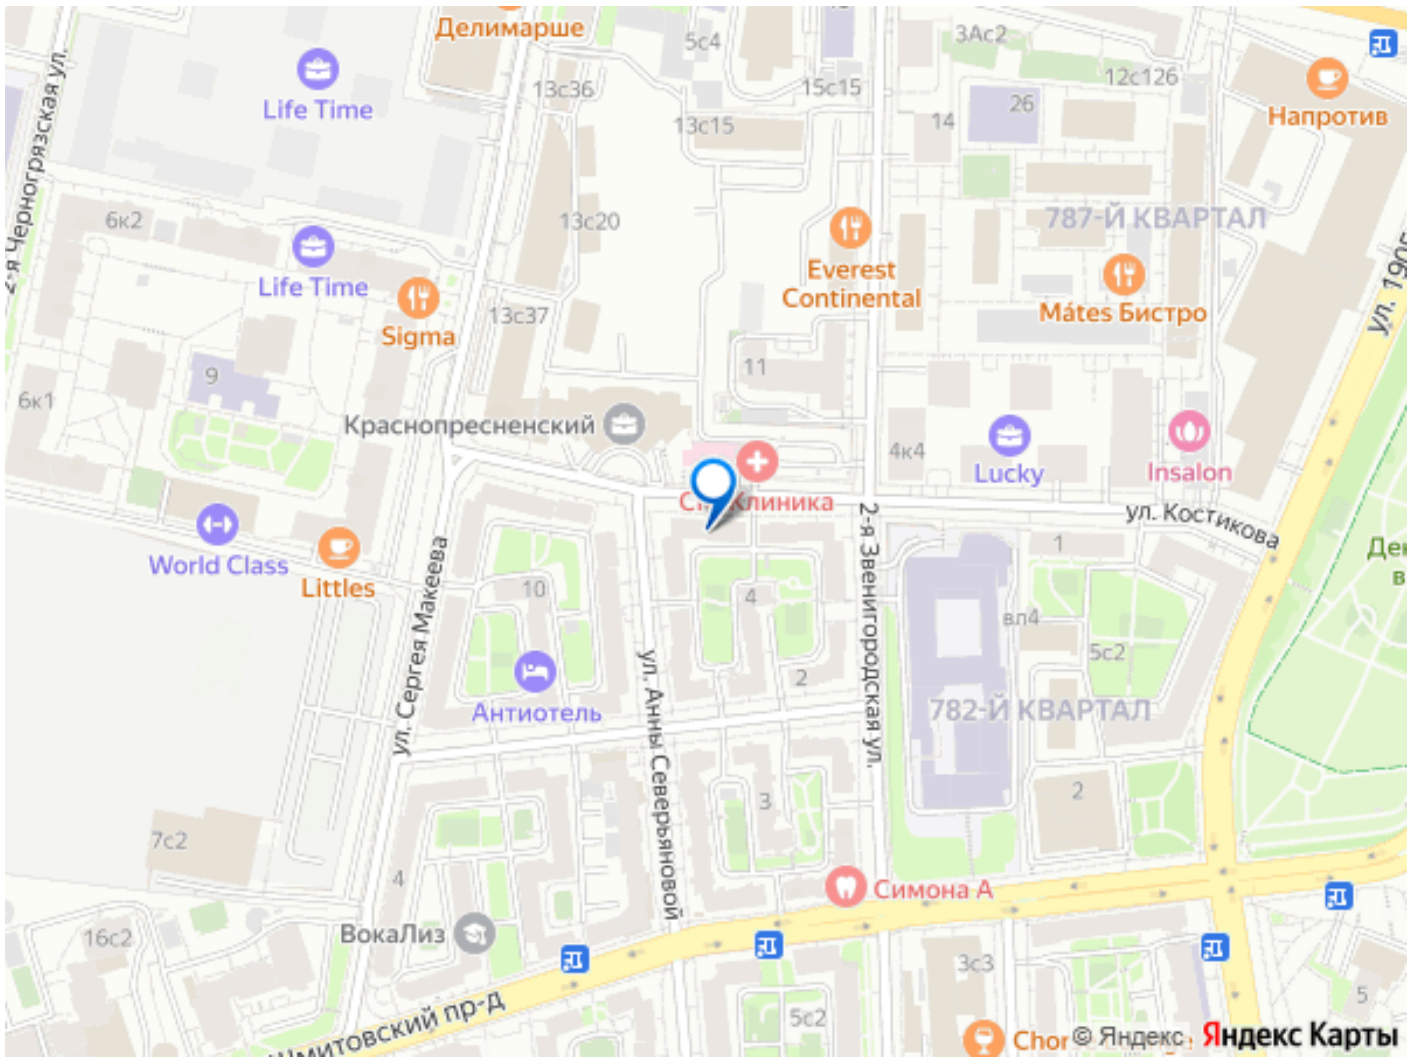 Делимарше
5с4
3Ас2
12с126
Life Time
13с36
15с15
Напротив
26
14
13с15
2-я Черногрязская ул.
6к2
13с20
787-Й КВАРТАЛ
Life Time
Everest
Continental
Sigma
13с37
Mátes Бистро
ул. 1905
11
9
6к1
Краснопресненский
4к4
Lucky
Insalon
Клиника
ул. Костикова
World Class
Littles
ул. Сергея Макеева
10
4
2-я Звенигородская ул.
1
вл4
5с2
Антиотель
ул. Анны Северьяновой
2
782-Й КВАРТАЛ
3
2
7с2
4
Симона А
16с2
ВокаЛиз
3с3
5
5с2
Шмитовский пр-д
Chor
© Яндекс
Яндекс Карты